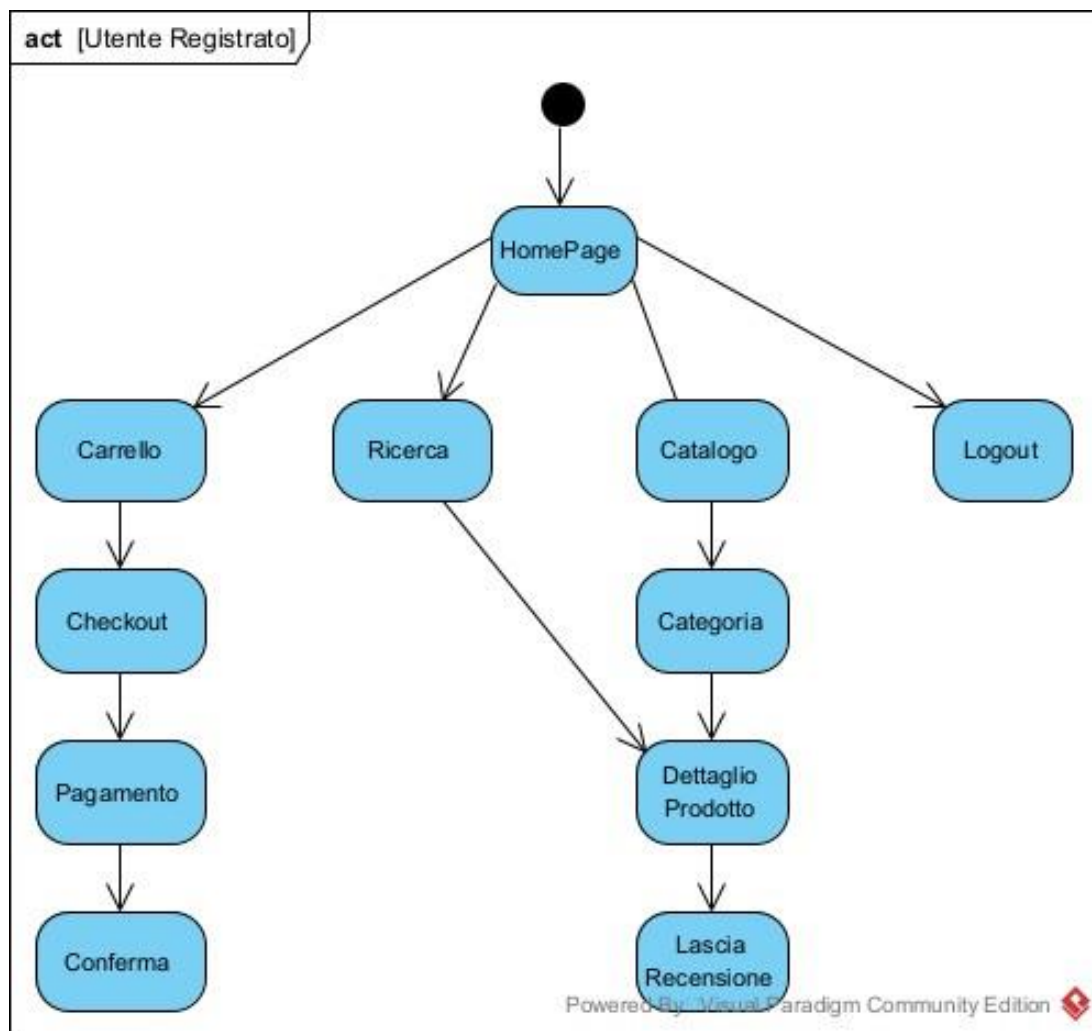 act [Utente Registrato]
HomePage
Carrello
Ricerca
Catalogo
Logout
Checkout
Categoria
Pagamento
Dettaglio
Prodotto
Conferma
Lascia
Recensione
Powered By Visual Paradigm Community Edition